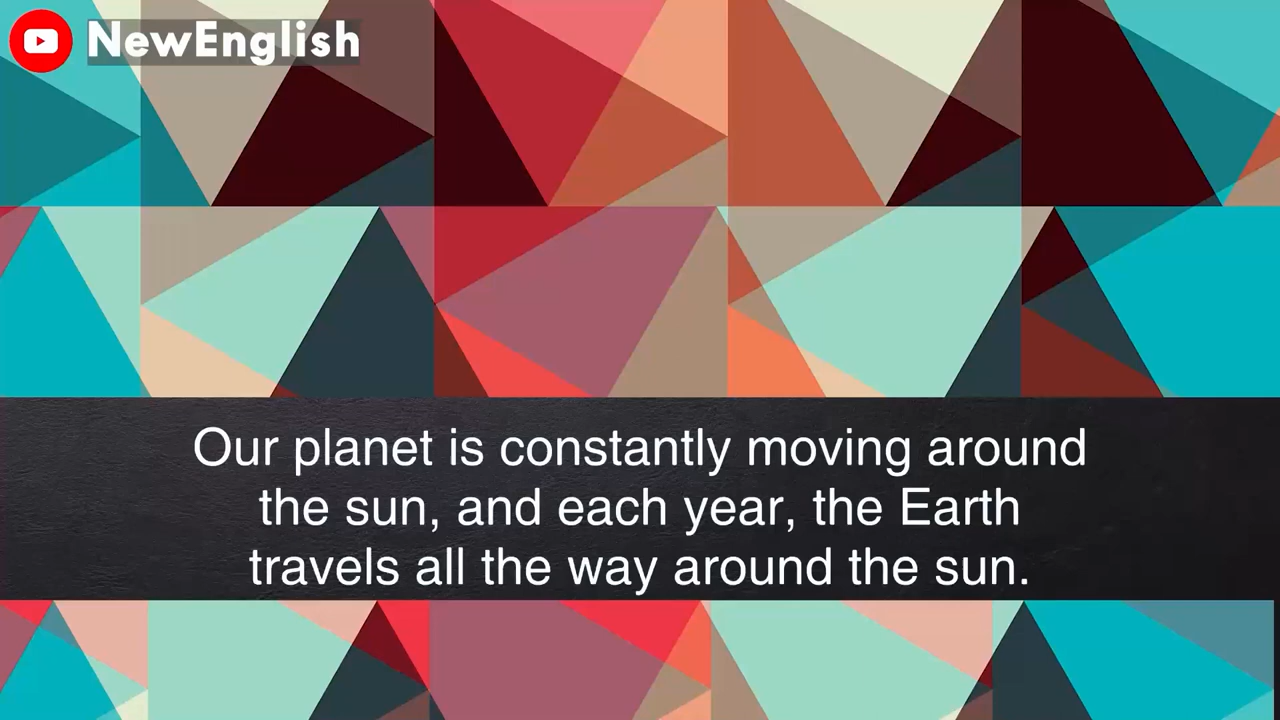 NewEnglish
Our planet is constantly moving around
the sun, and each year, the Earth
travels all the way around the sun.